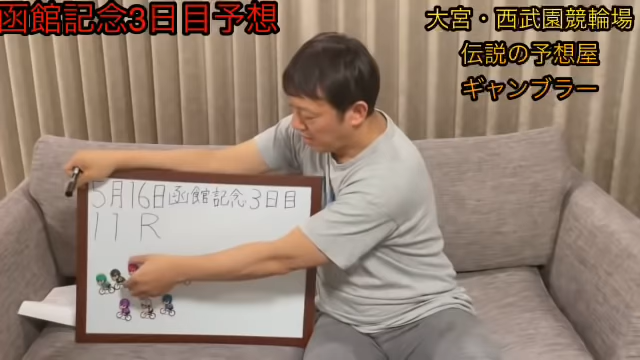 函館記念3日目予想
大宮・西武園競輪場
伝説の予想屋
ギャンブラー
5月16日函館記念3日目
11R